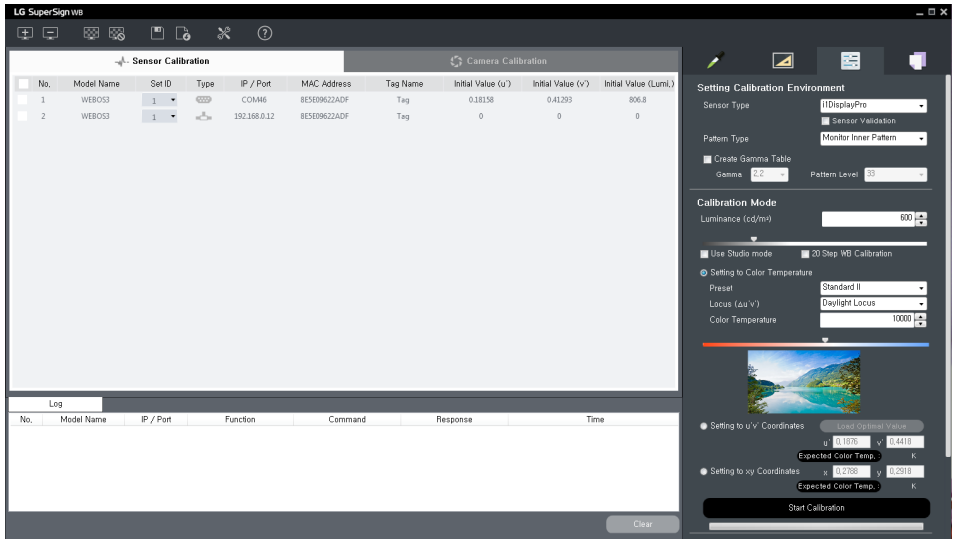 LG SuperSign WB
Sensor Calibration
Camera Calibration
No. Model Name Set ID Type IP / Port MAC Address Tag Name Initial Value (u') Initial Value (v') Initial Value (Lumi.)
1 WEBOS3 1 COM46 8E5E09622ADF Tag 0.18158 0.41293 806.8
2 WEBOS3 1 192.168.0.12 8E5E09622ADF Tag 0 0 0
Log
No. Model Name IP / Port Function Command Response Time
Clear
Setting Calibration Environment
Sensor Type i1DisplayPro
Sensor Validation
Pattern Type Monitor Inner Pattern
Create Gamma Table
Gamma 2.2 Pattern Level 33
Calibration Mode
Luminance (cd/m²) 600
Use Studio mode 20 Step WB Calibration
Setting to Color Temperature
Preset Standard II
Locus (Δu'v') Daylight Locus
Color Temperature 10000
Setting to u'v' Coordinates Load Optimal Value
u' 0,1876 v' 0,4418
Expected Color Temp. : K
Setting to xy Coordinates x 0,2788 y 0,2918
Expected Color Temp. : K
Start Calibration